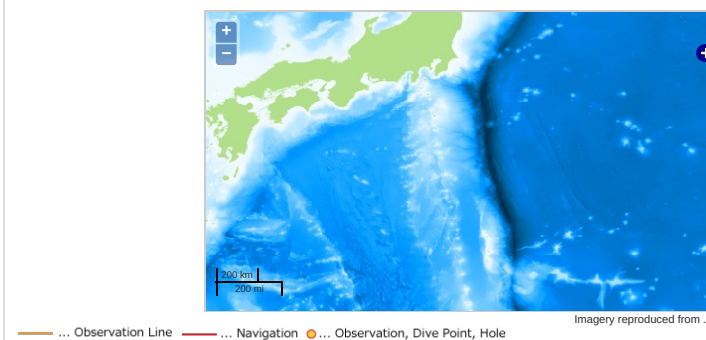 +
−
200 km
200 mi
Imagery reproduced from .
... Observation Line ... Navigation ... Observation, Dive Point, Hole